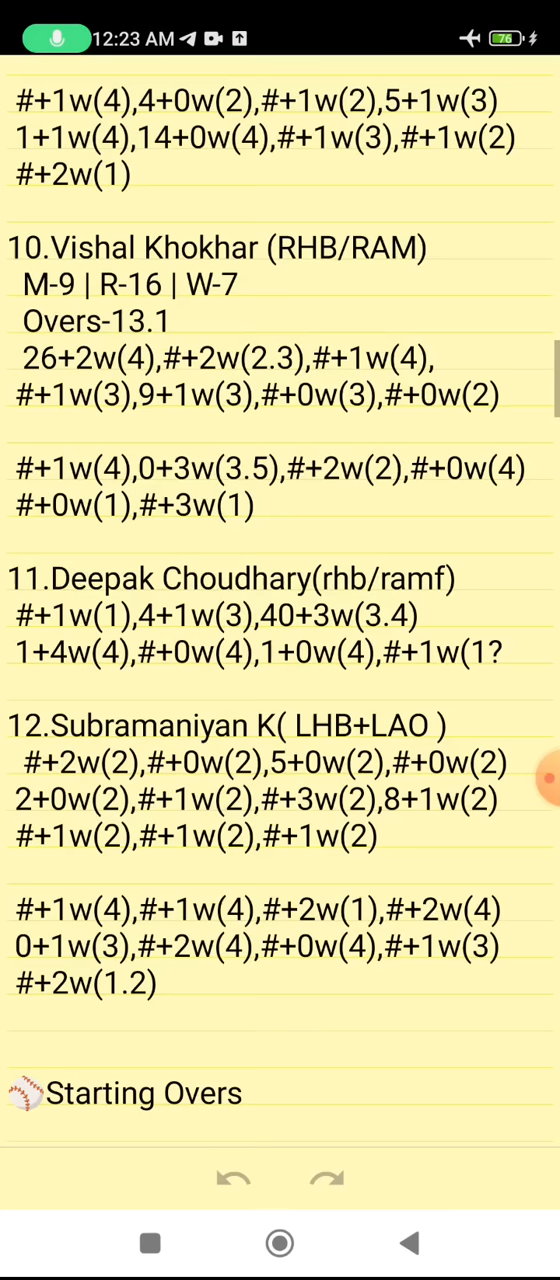 12:23 AM
76
#+1w(4),4+0w(2),#+1w(2),5+1w(3)
1+1w(4),14+0w(4),#+1w(3),#+1w(2)
#+2w(1)
10.Vishal Khokhar (RHB/RAM)
M-9 | R-16 | W-7
Overs-13.1
26+2w(4),#+2w(2.3),#+1w(4),
#+1w(3),9+1w(3),#+0w(3),#+0w(2)
#+1w(4),0+3w(3.5),#+2w(2),#+0w(4)
#+0w(1),#+3w(1)
11.Deepak Choudhary(rhb/ramf)
#+1w(1),4+1w(3),40+3w(3.4)
1+4w(4),#+0w(4),1+0w(4),#+1w(1?
12.Subramaniyan K( LHB+LAO )
#+2w(2),#+0w(2),5+0w(2),#+0w(2)
2+0w(2),#+1w(2),#+3w(2),8+1w(2)
#+1w(2),#+1w(2),#+1w(2)
#+1w(4),#+1w(4),#+2w(1),#+2w(4)
0+1w(3),#+2w(4),#+0w(4),#+1w(3)
#+2w(1.2)
⚾Starting Overs